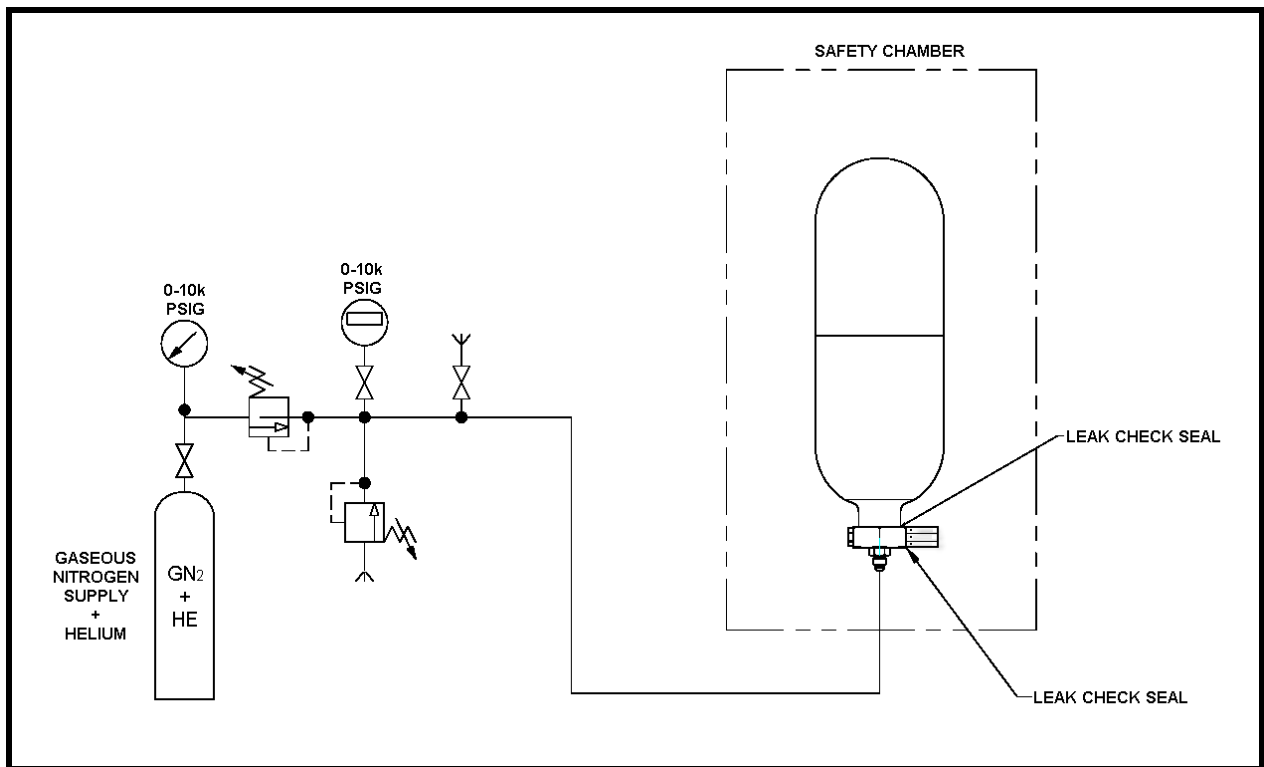 SAFETY CHAMBER
0-10k
PSIG
0-10k
PSIG
LEAK CHECK SEAL
GASEOUS
NITROGEN
SUPPLY
+
HELIUM
GN2
+
HE
LEAK CHECK SEAL